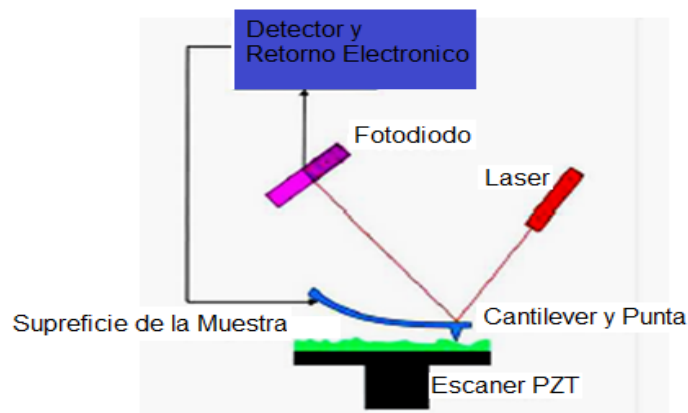 Detector y
Retorno Electronico
Fotodiodo
Laser
Supreficie de la Muestra
Cantilever y Punta
Escaner PZT